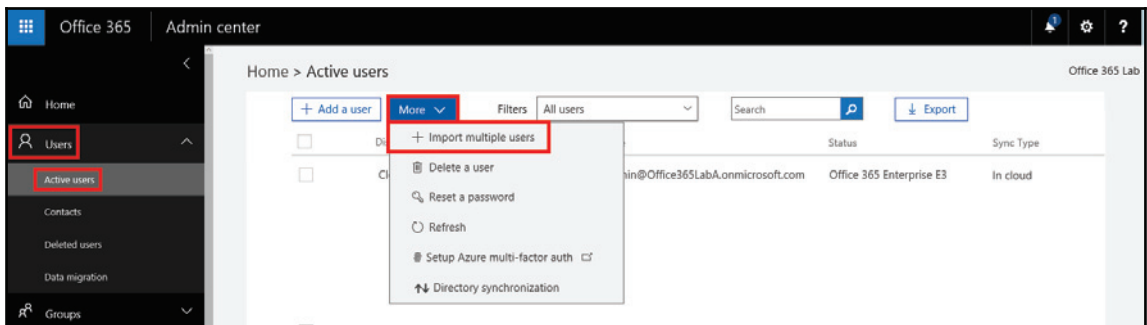 Office 365 Admin center 1 ?
Home > Active users Office 365 Lab
Home
+ Add a user More Filters All users Search Export
Users
+ Import multiple users Status Sync Type
Active users
Delete a user in@Office365LabA.onmicrosoft.com Office 365 Enterprise E3 In cloud
Reset a password
Contacts
Refresh
Deleted users
Setup Azure multi-factor auth
Data migration
Directory synchronization
Groups